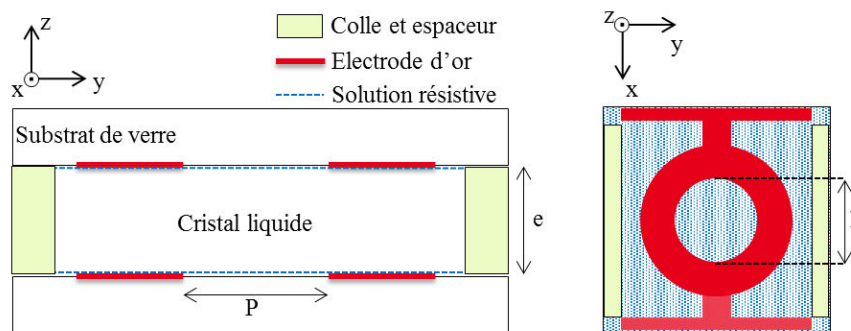 z
x
y
Colle et espaceur
Electrode d'or
Solution résistive
y
x
Substrat de verre
Cristal liquide
e
P